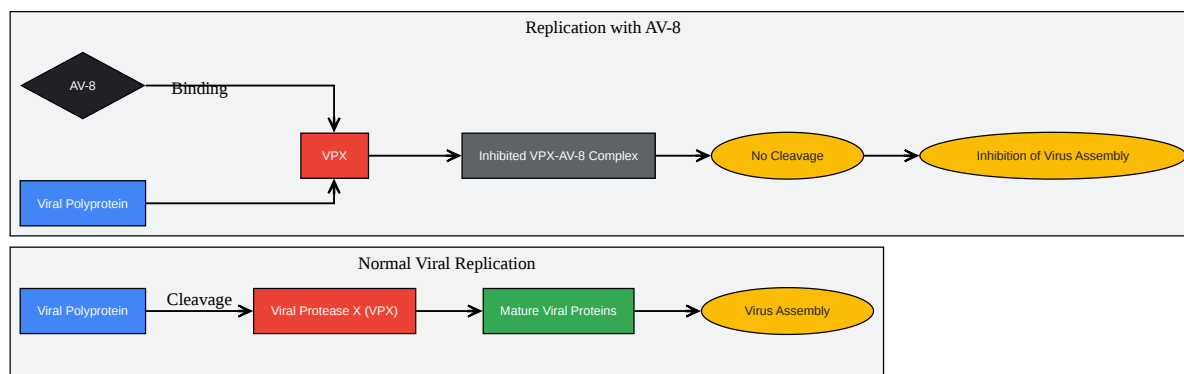 Replication with AV-8
AV-8
Binding
VPX
Inhibited VPX-AV-8 Complex
No Cleavage
Inhibition of Virus Assembly
Viral Polyprotein
Normal Viral Replication
Viral Polyprotein
Cleavage
Viral Protease X (VPX)
Mature Viral Proteins
Virus Assembly